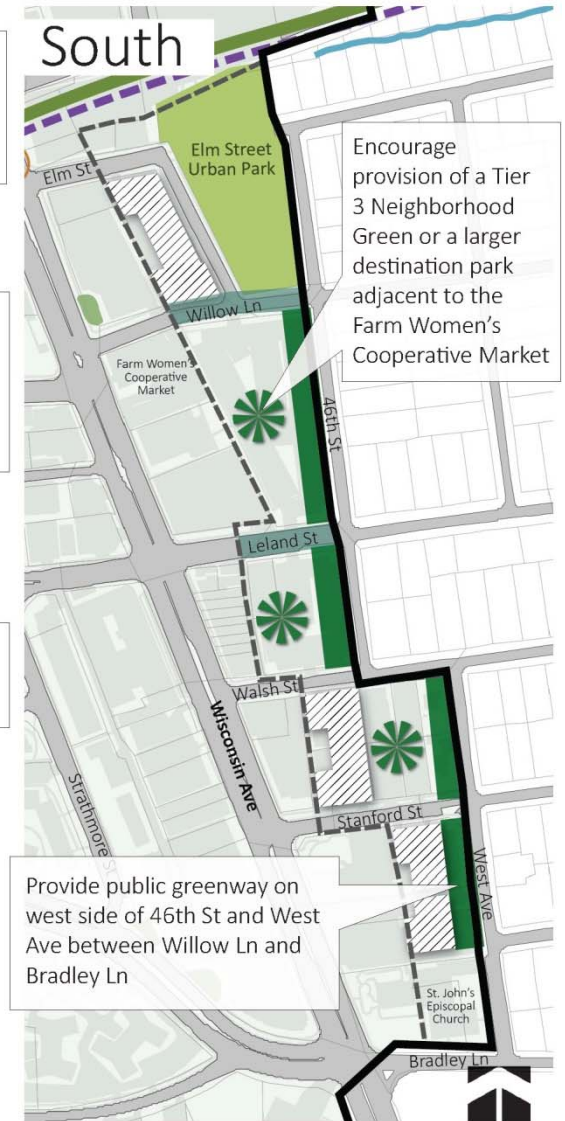 South
Elm Street
Urban Park
Elm St
Encourage
provision of a Tier
3 Neighborhood
Green or a larger
destination park
adjacent to the
Farm Women's
Cooperative Market
Willow Ln
Farm Women's
Cooperative
Market
46th St
Leland St
Walsh St
Wisconsin Ave
Strathmore St
Stanford St
West Ave
Provide public greenway on
west side of 46th St and West
Ave between Willow Ln and
Bradley Ln
St. John's
Episcopal
Church
Bradley Ln